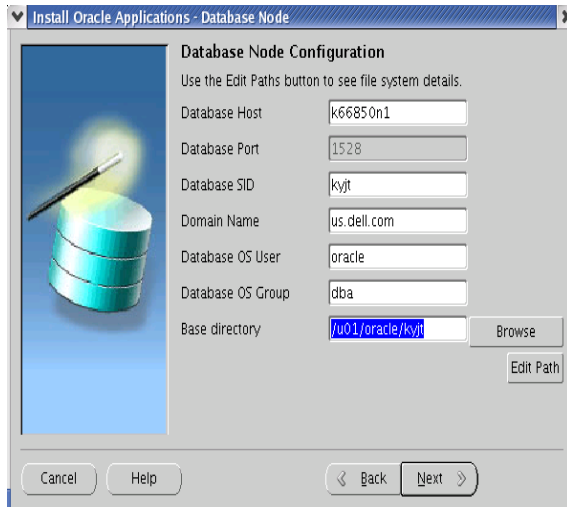 Install Oracle Applications - Database Node
Database Node Configuration
Use the Edit Paths button to see file system details.
Database Host k66850n1
Database Port 1528
Database SID kyjt
Domain Name us.dell.com
Database OS User oracle
Database OS Group dba
Base directory /u01/oracle/kyjt Browse
Edit Path
Cancel Help Back Next